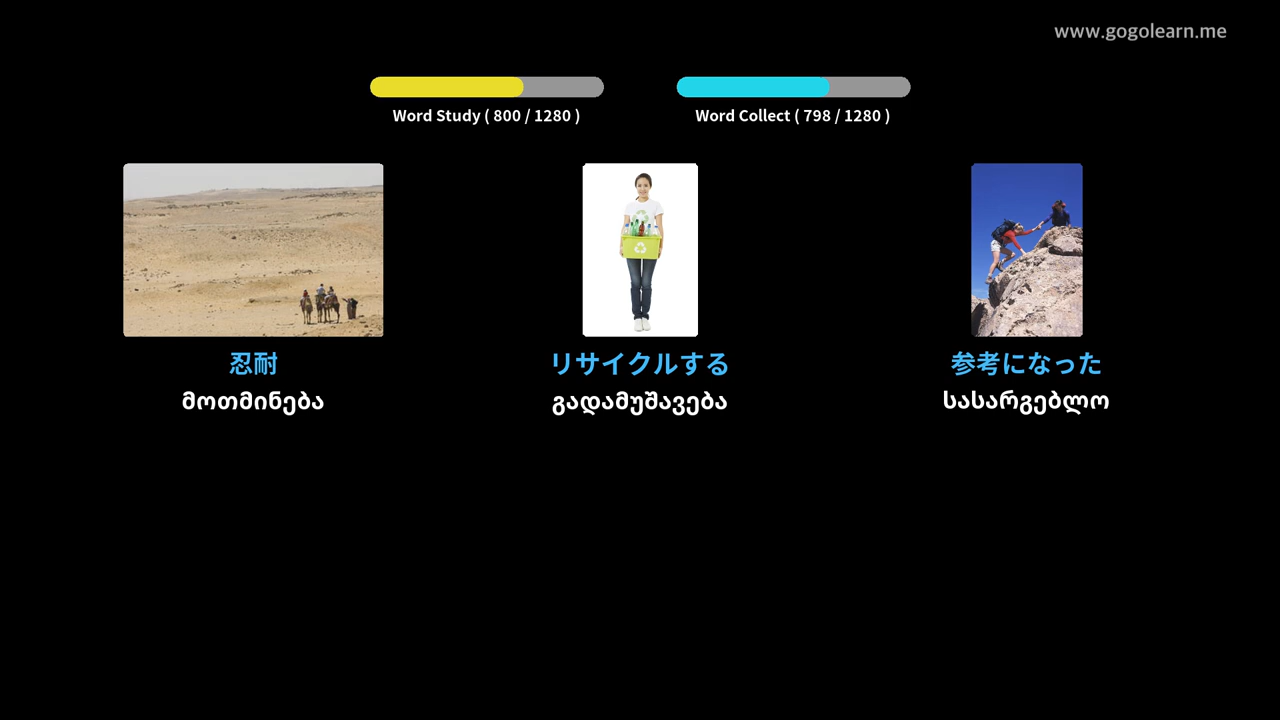 www.gogolearn.me
Word Study ( 800 / 1280 )
Word Collect ( 798 / 1280 )
忍耐
リサイクルする
参考になった
მოთმინება
გადამუშავება
სასარგებლო